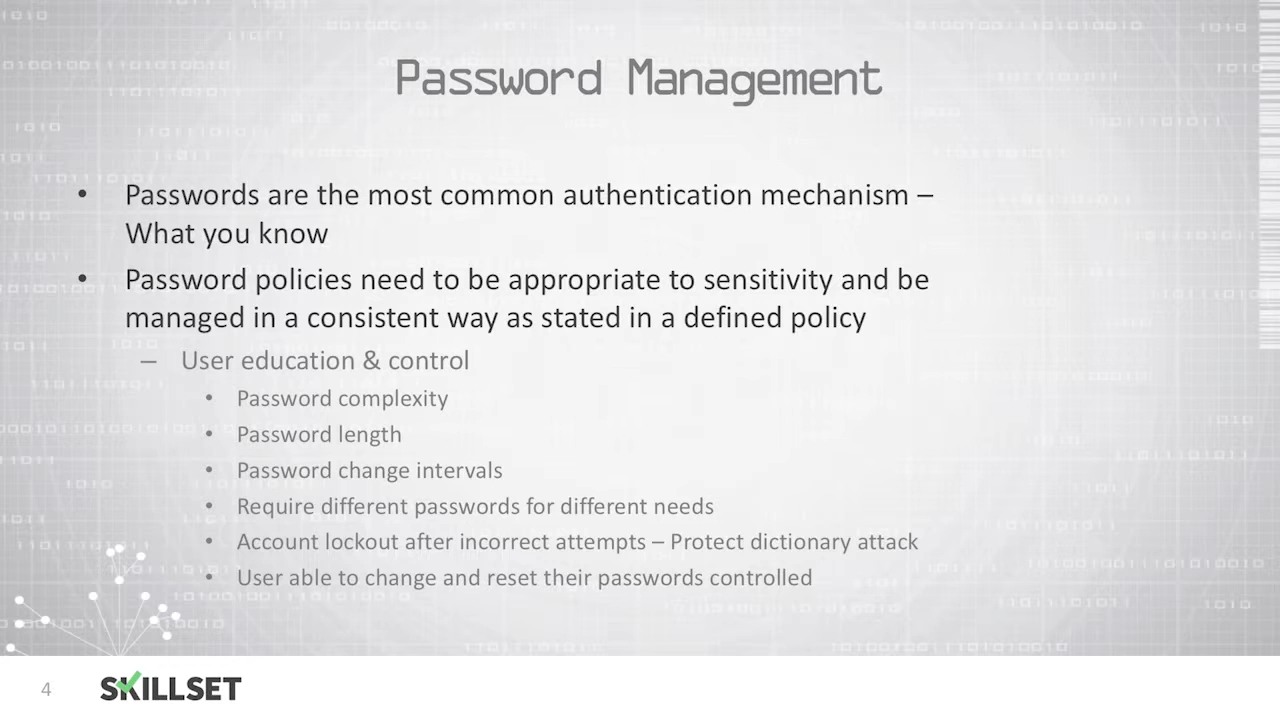 Password Management
• Passwords are the most common authentication mechanism –
What you know
• Password policies need to be appropriate to sensitivity and be
managed in a consistent way as stated in a defined policy
– User education & control
• Password complexity
• Password length
• Password change intervals
• Require different passwords for different needs
• Account lockout after incorrect attempts – Protect dictionary attack
• User able to change and reset their passwords controlled
4
SKILLSET